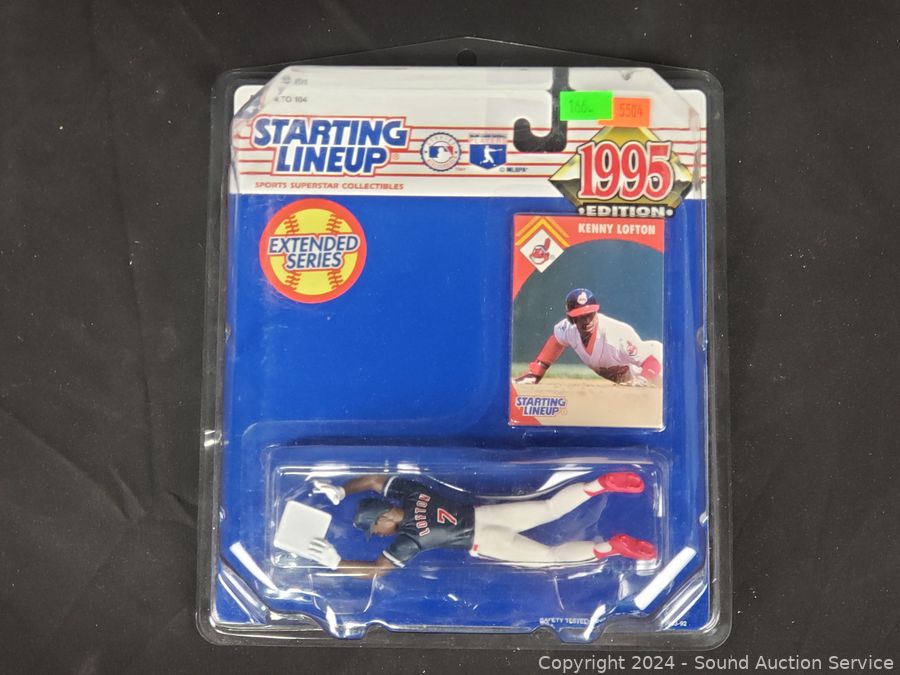 4 TO 104
166
5504
STARTING
LINEUP®
© MLBPA
SPORTS SUPERSTAR COLLECTIBLES
1995
•EDITION•
EXTENDED
SERIES
KENNY LOFTON
STARTING
LINEUP
LOFTON
7
SAFETY TESTED
Copyright 2024 - Sound Auction Service